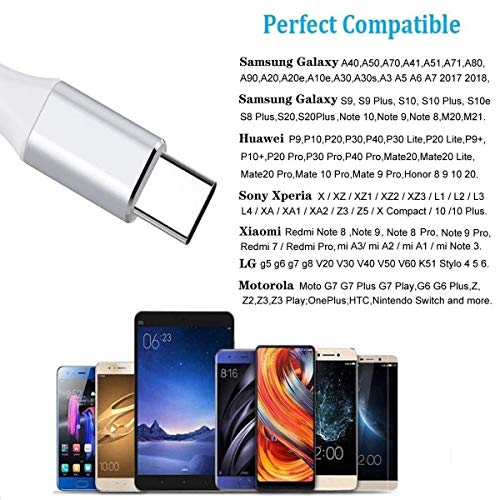 Perfect Compatible
Samsung Galaxy A40,A50,A70,A41,A51,A71,A80,
A90,A20,A20e,A10e,A30,A30s,A3 A5 A6 A7 2017 2018,
Samsung Galaxy S9, S9 Plus, S10, S10 Plus, S10e
S8 Plus,S20,S20Plus ,Note 10,Note 9,Note 8,M20,M21.
Huawei P9,P10,P20,P30,P40,P30 Lite,P20 Lite,P9+,
P10+,P20 Pro,P30 Pro,P40 Pro,Mate20,Mate20 Lite,
Mate20 Pro,Mate 10 Pro,Mate 9 Pro,Honor 8 9 10 20.
Sony Xperia X / XZ / XZ1 / XZ2 / XZ3 / L1 / L2 / L3
L4 / XA / XA1 / XA2 / Z3 / Z5 / X Compact / 10 /10 Plus.
Xiaomi Redmi Note 8 ,Note 9, Note 8 Pro, Note 9 Pro,
Redmi 7 / Redmi Pro, mi A3/ mi A2 / mi A1 / mi Note 3.
LG g5 g6 g7 g8 V20 V30 V40 V50 V60 K51 Stylo 4 5 6.
Motorola Moto G7 G7 Plus G7 Play,G6 G6 Plus,Z,
Z2,Z3,Z3 Play;OnePlus,HTC,Nintendo Switch and more.